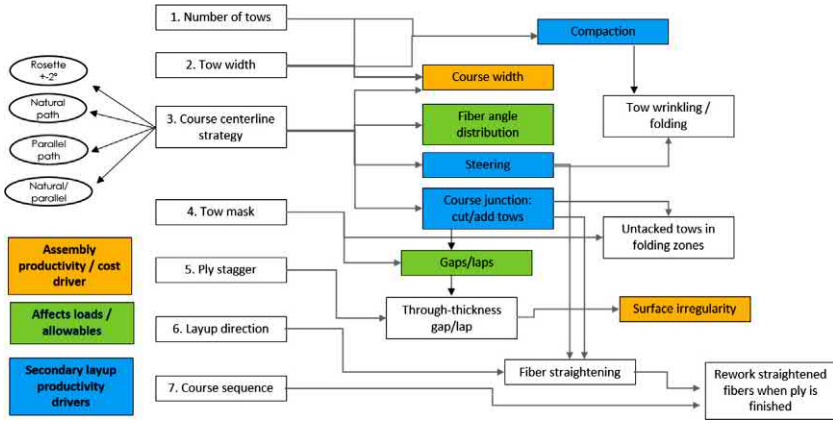 1. Number of tows
Compaction
2. Tow width
Course width
Rosette
+-2°
Natural
path
Parallel
path
Natural/
parallel
3. Course centerline
strategy
Fiber angle
distribution
Tow wrinkling /
folding
Steering
4. Tow mask
Course junction:
cut/add tows
Untacked tows in
folding zones
Assembly
productivity / cost
driver
5. Ply stagger
Gaps/laps
Affects loads /
allowables
Through-thickness
gap/lap
Surface irregularity
6. Layup direction
Fiber straightening
Secondary layup
productivity
drivers
7. Course sequence
Rework straightened
fibers when ply is
finished